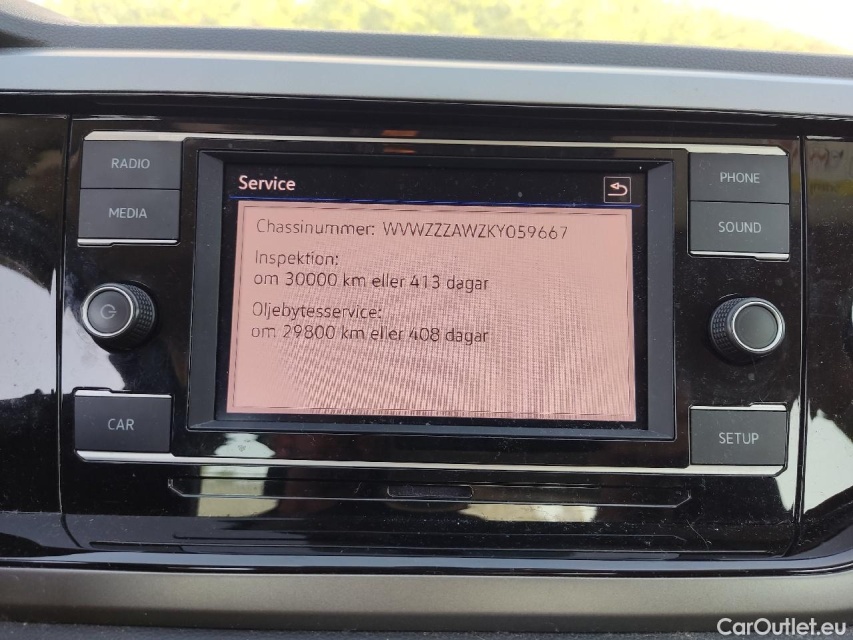 RADIO
MEDIA
CAR
Service
Chassinummer: WVWZZZAWZKY059667
Inspektion:
om 30000 km eller 413 dagar
Oljebytesservice:
om 29800 km eller 408 dagar
PHONE
SOUND
SETUP
CarOutlet.eu